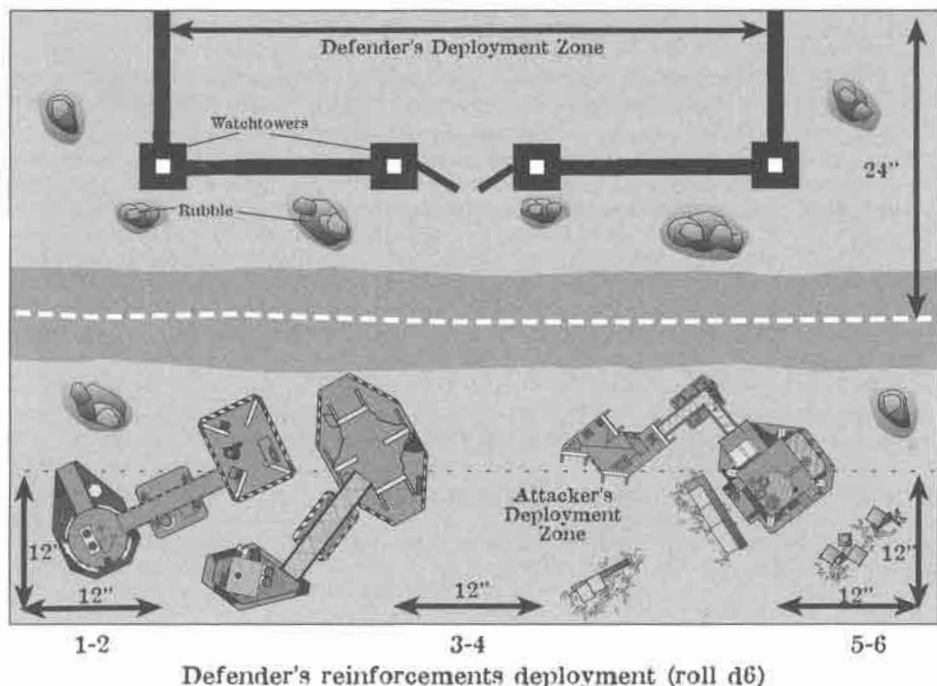 Defender's Deployment Zone
Watchtowers
24"
Rubble
Attacker's
Deployment
Zone
12'
12"
12"
12"
12"
1-2
3-4
5-6
Defender's reinforcements deployment (roll d6)